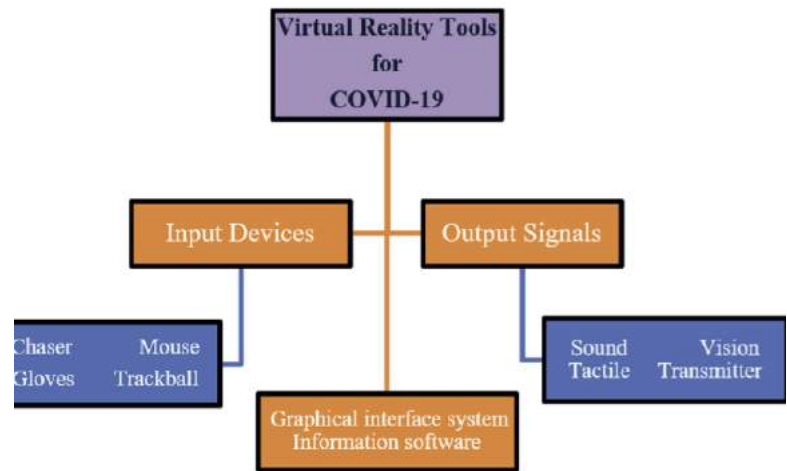 Virtual Reality Tools
for
COVID-19
Input Devices
Output Signals
Chaser Mouse
Gloves Trackball
Sound Vision
Tactile Transmitter
Graphical interface system
Information software